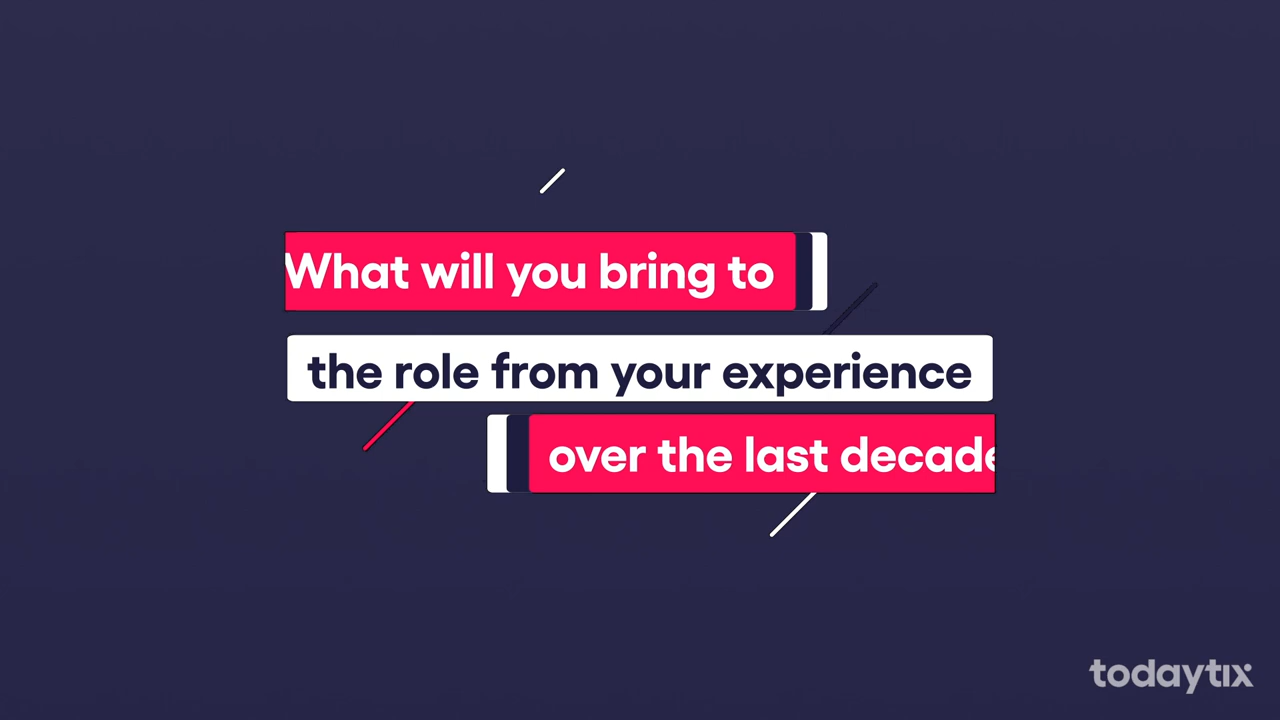 What will you bring to
the role from your experience
over the last decade
todaytix